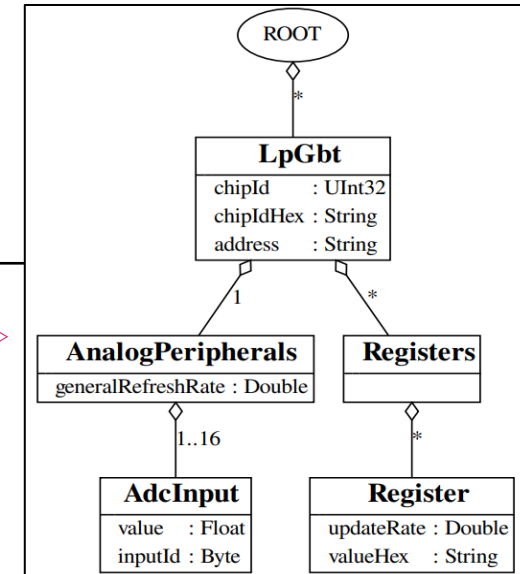 ROOT
*
LpGbt
chipId : UInt32
chipIdHex : String
address : String
1
*
>
AnalogPeripherals
generalRefreshRate : Double
Registers
1..16
*
AdcInput
value : Float
inputId : Byte
Register
updateRate : Double
valueHex : String